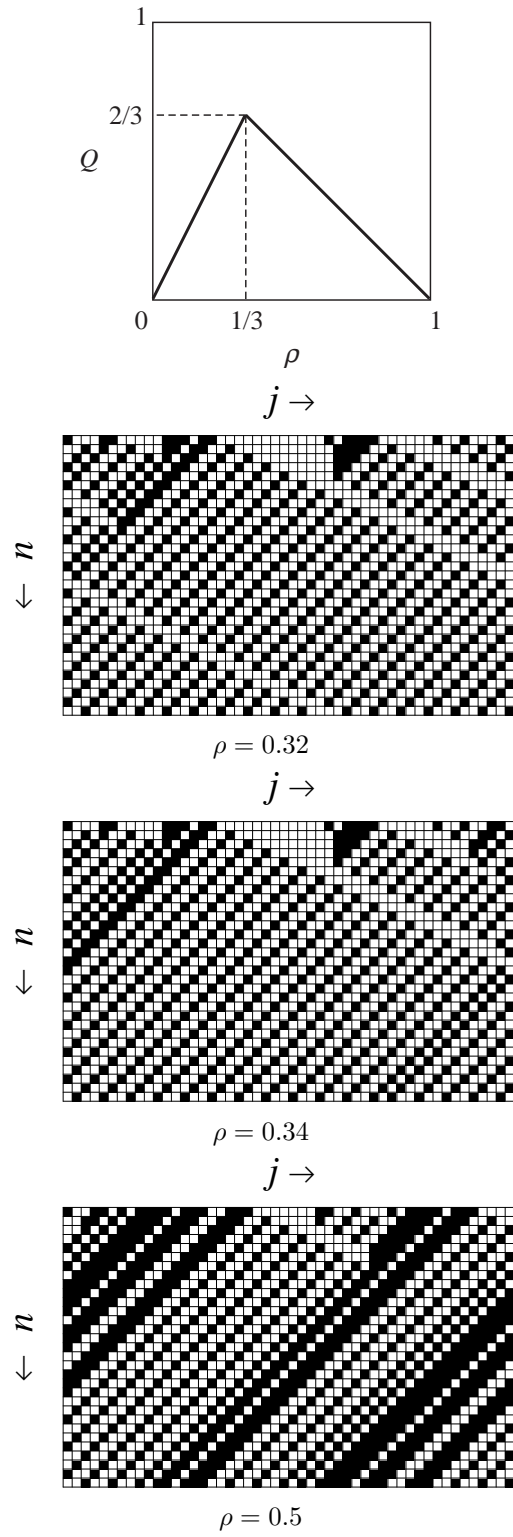 1
2/3
Q
0 1/3 1
ρ
j →
n
←
ρ = 0.32
j →
n
←
ρ = 0.34
j →
n
←
ρ = 0.5